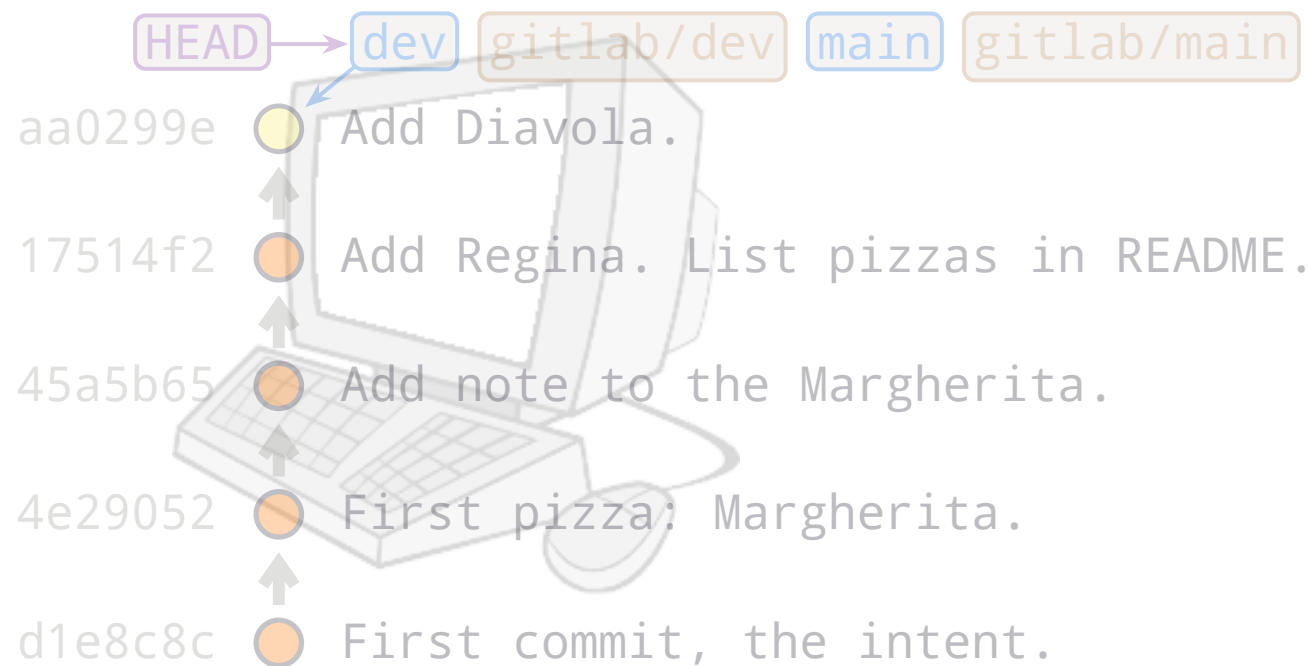 HEAD dev gitlab/dev main gitlab/main
aa0299e Add Diavola.
17514f2 Add Regina. List pizzas in README.
45a5b65 Add note to the Margherita.
4e29052 First pizza: Margherita.
d1e8c8c First commit, the intent.